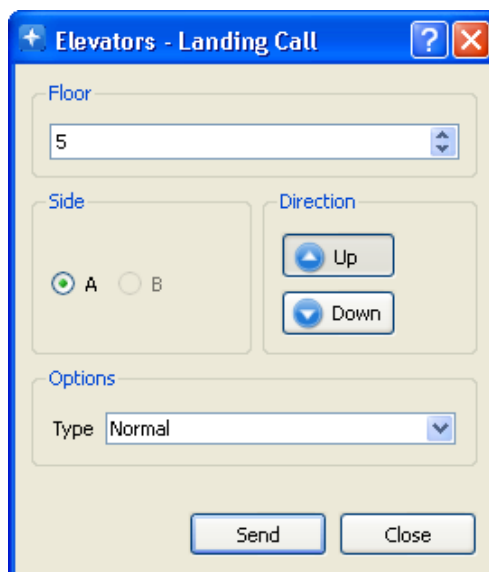 Elevators - Landing Call
Floor
5
Side
Direction
A
B
Up
Down
Options
Type
Normal
Send
Close